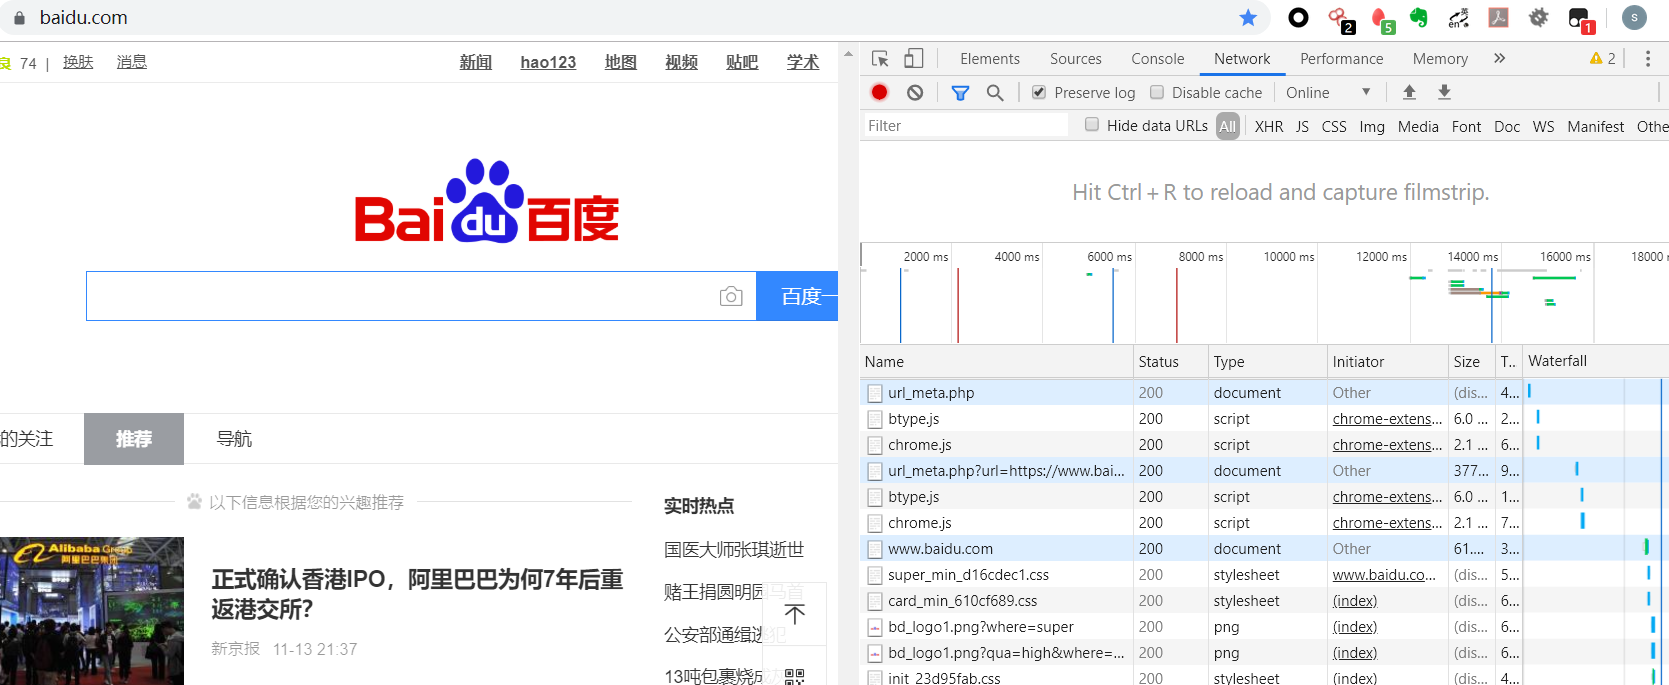 baidu.com
2
5
en英
1
s
良 74 | 换肤 消息
新闻 hao123 地图 视频 贴吧 学术
Baidu百度
百度一
的关注 推荐 导航
以下信息根据您的兴趣推荐
Alibaba Group
阿里巴巴集团
正式确认香港IPO，阿里巴巴为何7年后重
返港交所？
新京报 11-13 21:37
实时热点
国医大师张琪逝世
赌王捐圆明园马首
公安部通缉逃犯
13吨包裹烧成灰
Elements Sources Console Network Performance Memory » 2
Preserve log Disable cache Online
Filter Hide data URLs All XHR JS CSS Img Media Font Doc WS Manifest Othe
Hit Ctrl + R to reload and capture filmstrip.
2000 ms 4000 ms 6000 ms 8000 ms 10000 ms 12000 ms 14000 ms 16000 ms 18000
Name Status Type Initiator Size T.. Waterfall
url_meta.php 200 document Other (dis... 4...
btype.js 200 script chrome-extens... 6.0 ... 2...
chrome.js 200 script chrome-extens... 2.1 ... 6...
url_meta.php?url=https://www.bai... 200 document Other 377... 9...
btype.js 200 script chrome-extens... 6.0 ... 1...
chrome.js 200 script chrome-extens... 2.1 ... 7...
www.baidu.com 200 document Other 61.... 3...
super_min_d16cdec1.css 200 stylesheet www.baidu.co... (dis... 5...
card_min_610cf689.css 200 stylesheet (index) (dis... 6...
bd_logo1.png?where=super 200 png (index) (dis... 6...
bd_logo1.png?qua=high&where=... 200 png (index) (dis... 6...
init_23d95fab.css 200 stylesheet (index) (dis... 4...